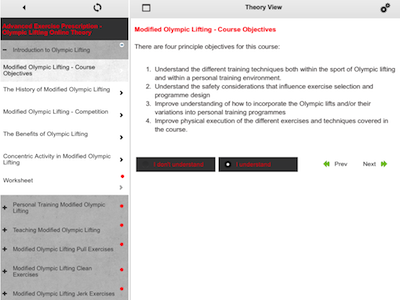 Theory View
Advanced Exercise Prescription -
Olympic Lifting Online Theory
Introduction to Olympic Lifting
Modified Olympic Lifting - Course
Objectives
The History of Modified Olympic Lifting
Modified Olympic Lifting - Competition
The Benefits of Olympic Lifting
Concentric Activity in Modified Olympic
Lifting
Worksheet
Personal Training Modified Olympic
Lifting
Teaching Modified Olympic Lifting
Modified Olympic Lifting Pull Exercises
Modified Olympic Lifting Clean
Exercises
Modified Olympic Lifting Jerk Exercises
Modified Olympic Lifting - Course Objectives
There are four principle objectives for this course:
1. Understand the different training techniques both within the sport of Olympic lifting
and within a personal training environment.
2. Understand the safety considerations that influence exercise selection and
programme design
3. Improve understanding of how to incorporate the Olympic lifts and/or their
variations into personal training programmes
4. Improve physical execution of the different exercises and techniques covered in
the course.
I don't understand
I understand
Prev
Next